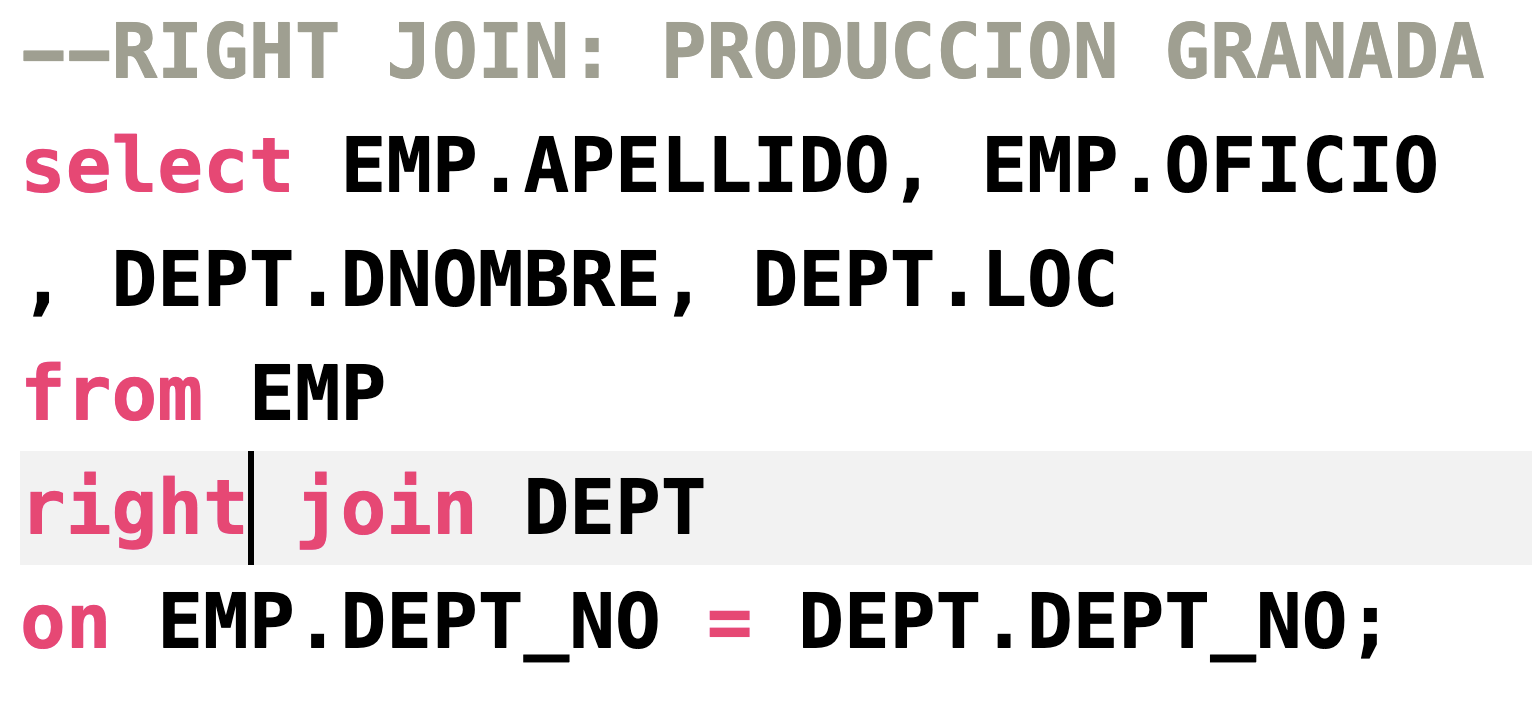 --RIGHT JOIN: PRODUCCION GRANADA
select EMP.APELLIDO, EMP.OFICIO
, DEPT.DNOMBRE, DEPT.LOC
from EMP
right join DEPT
on EMP.DEPT_NO = DEPT.DEPT_NO;